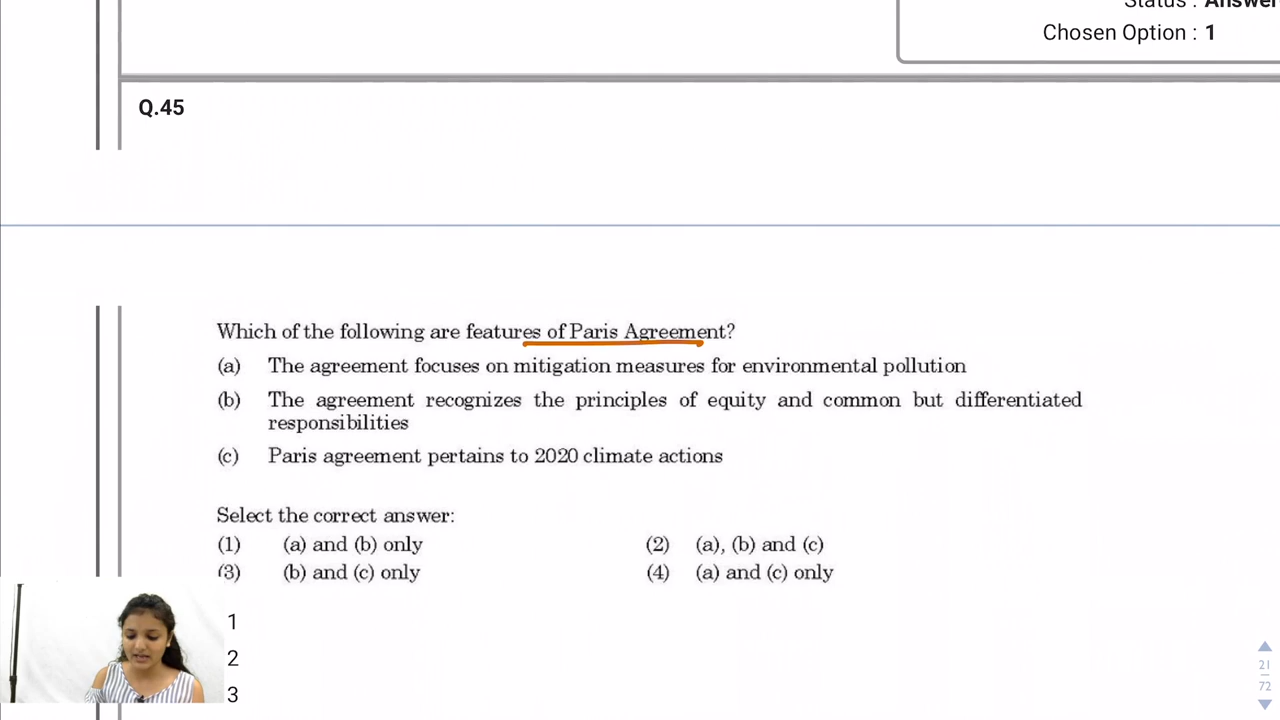 Status : Answer
Chosen Option : 1
Q.45
Which of the following are features of Paris Agreement?
(a) The agreement focuses on mitigation measures for environmental pollution
(b) The agreement recognizes the principles of equity and common but differentiated
responsibilities
(c) Paris agreement pertains to 2020 climate actions
Select the correct answer:
(1) (a) and (b) only (2) (a), (b) and (c)
(3) (b) and (c) only (4) (a) and (c) only
1
2
3
21
72